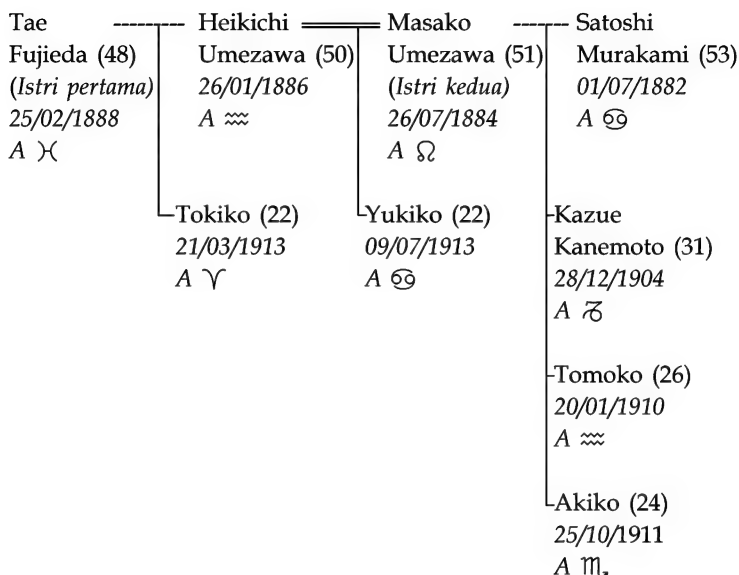 Tae
Fujieda (48)
(Istri pertama)
25/02/1888
A ♓
Heikichi
Umezawa (50)
26/01/1886
A ♒
Masako
Umezawa (51)
(Istri kedua)
26/07/1884
A ♌
Satoshi
Murakami (53)
01/07/1882
A ♋
Tokiko (22)
21/03/1913
A ♈
Yukiko (22)
09/07/1913
A ♋
Kazue
Kanemoto (31)
28/12/1904
A ♑
Tomoko (26)
20/01/1910
A ♒
Akiko (24)
25/10/1911
A ♏